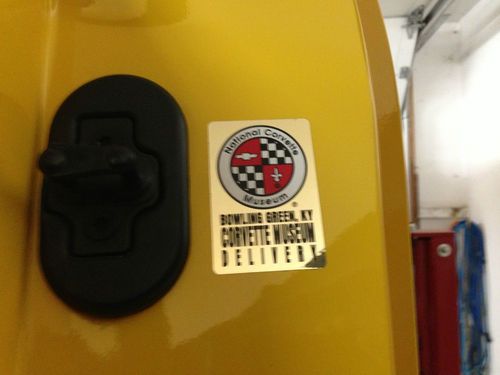 National Corvette
Museum
BOWLING GREEN, KY
CORVETTE MUSEUM
DELIVERY